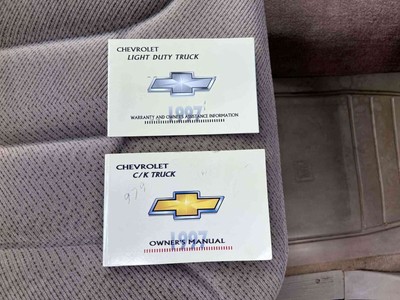 CHEVROLET
LIGHT DUTY TRUCK
1997
WARRANTY AND OWNER ASSISTANCE INFORMATION
CHEVROLET
C/K TRUCK
1997
OWNER'S MANUAL